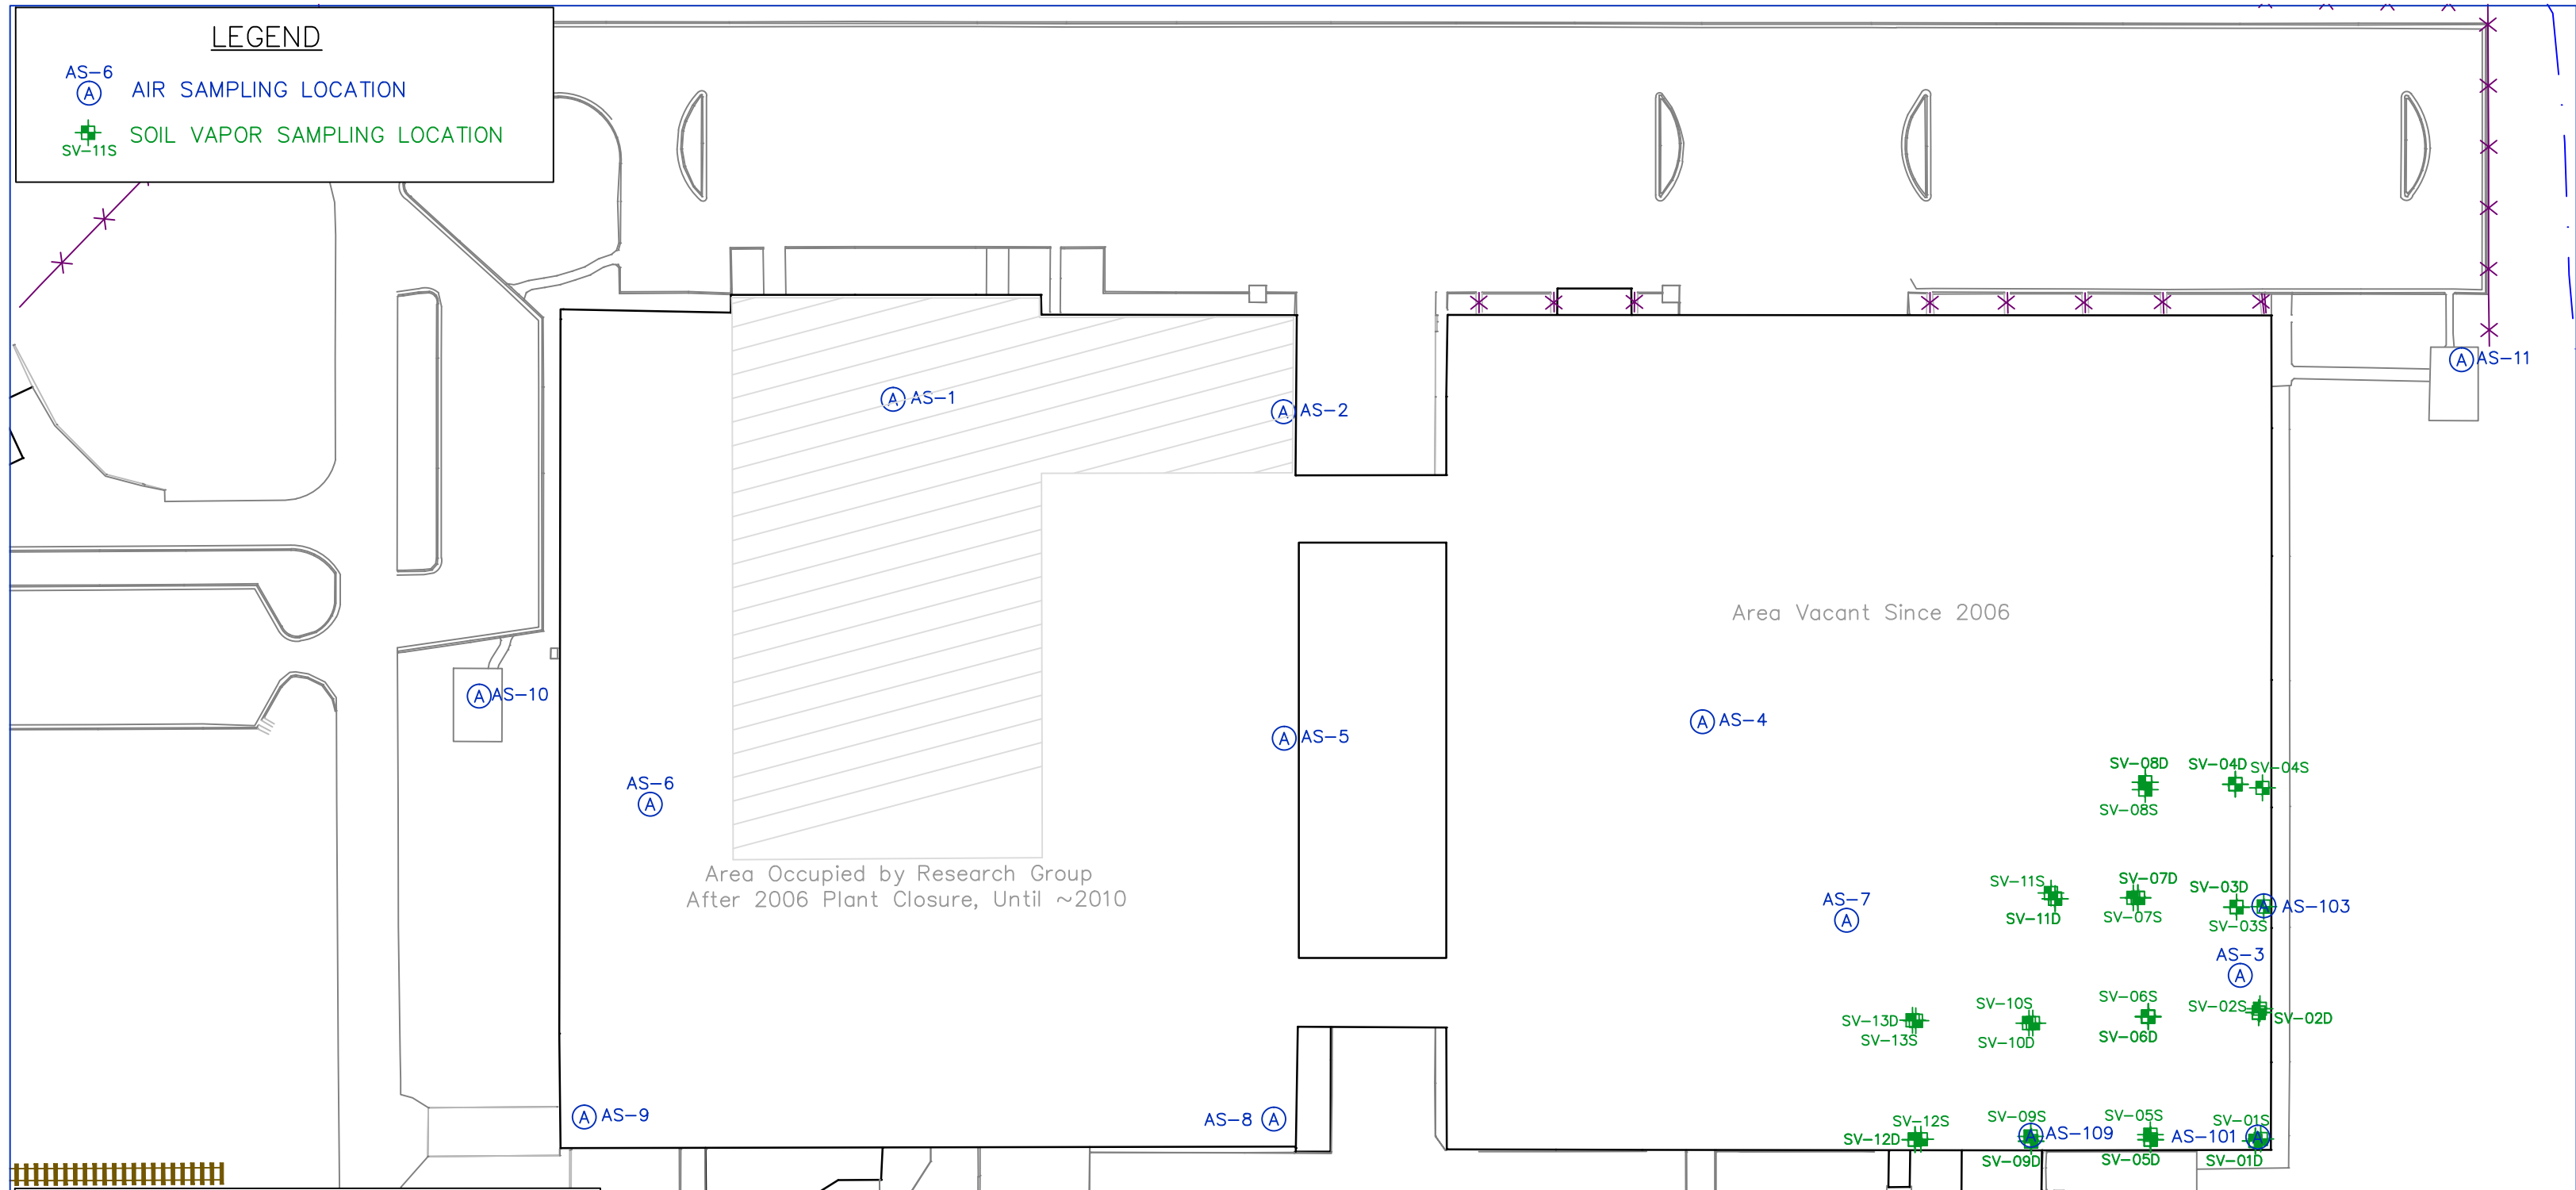 LEGEND
AS-6
A AIR SAMPLING LOCATION
SOIL VAPOR SAMPLING LOCATION
SV-11S
A AS-11
A AS-1
A AS-2
Area Vacant Since 2006
A AS-10
A AS-4
A AS-5
AS-6
A
SV-08D
SV-04D
SV-04S
SV-08S
Area Occupied by Research Group
After 2006 Plant Closure, Until ~2010
AS-7
A
SV-11S
SV-11D
SV-07D
SV-07S
SV-03D
A AS-103
SV-03S
AS-3
A
SV-13D
SV-13S
SV-10S
SV-10D
SV-06S
SV-06D
SV-02S
SV-02D
A AS-9
AS-8 A
SV-12S
SV-12D
SV-09S
A AS-109
SV-09D
SV-05S
SV-05D
SV-01S
AS-101 A
SV-01D